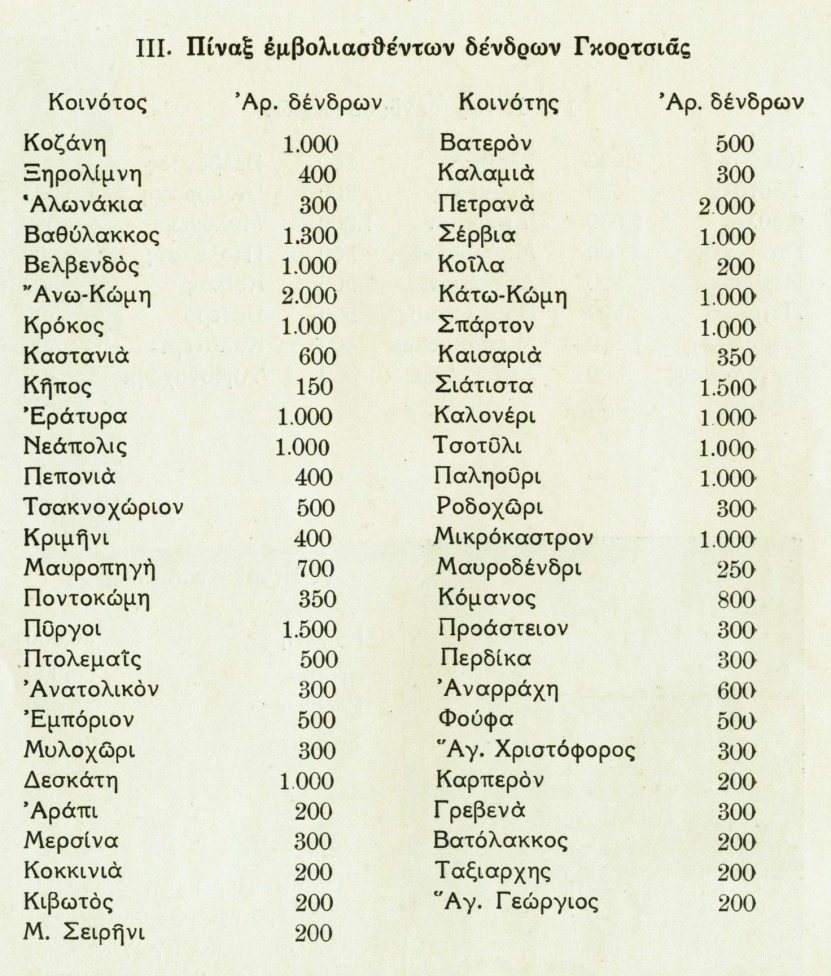 III. Πίναξ ἐμβολιασθέντων δένδρων Γκορτσιᾶς
Κοινότος Ἀρ. δένδρων Κοινότης Ἀρ. δένδρων
Κοζάνη 1.000 Βατερὸν 500
Ξηρολίμνη 400 Καλαμιὰ 300
Ἁλωνάκια 300 Πετρανὰ 2.000
Βαθύλακκος 1.300 Σέρβια 1.000
Βελβενδὸς 1.000 Κοῖλα 200
Ἄνω-Κώμη 2.000 Κάτω-Κώμη 1.000
Κρόκος 1.000 Σπάρτον 1.000
Καστανιὰ 600 Καισαριὰ 350
Κῆπος 150 Σιάτιστα 1.500
Ἐράτυρα 1.000 Καλονέρι 1.000
Νεάπολις 1.000 Τσοτῦλι 1.000
Πεπονιὰ 400 Παληοῦρι 1.000
Τσακνοχώριον 500 Ροδοχῶρι 300
Κριμῆνι 400 Μικρόκαστρον 1.000
Μαυροπηγὴ 700 Μαυροδένδρι 250
Ποντοκώμη 350 Κόμανος 800
Πῦργοι 1.500 Προάστειον 300
Πτολεμαῒς 500 Περδίκα 300
Ἀνατολικὸν 300 Ἀναρράχη 600
Ἐμπόριον 500 Φούφα 500
Μυλοχῶρι 300 Ἅγ. Χριστόφορος 300
Δεσκάτη 1.000 Καρπερὸν 200
Ἀράπι 200 Γρεβενὰ 300
Μερσίνα 300 Βατόλακκος 200
Κοκκινιὰ 200 Ταξιαρχης 200
Κιβωτὸς 200 Ἅγ. Γεώργιος 200
Μ. Σειρῆνι 200